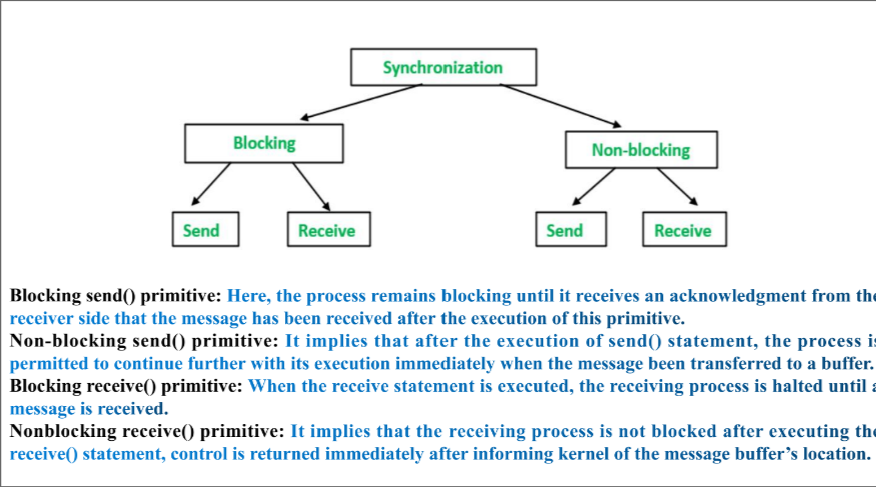 Synchronization
Blocking
Non-blocking
Send
Receive
Send
Receive
Blocking send() primitive: Here, the process remains blocking until it receives an acknowledgment from the
receiver side that the message has been received after the execution of this primitive.
Non-blocking send() primitive: It implies that after the execution of send() statement, the process is
permitted to continue further with its execution immediately when the message been transferred to a buffer.
Blocking receive() primitive: When the receive statement is executed, the receiving process is halted until a
message is received.
Nonblocking receive() primitive: It implies that the receiving process is not blocked after executing the
receive() statement, control is returned immediately after informing kernel of the message buffer’s location.